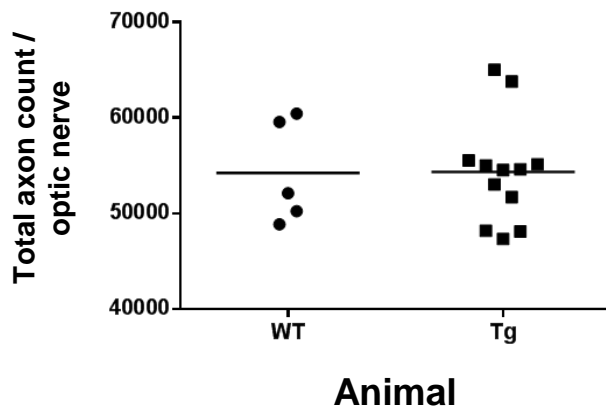 Total axon count /
optic nerve
70000
60000
50000
40000
WT
Tg
Animal